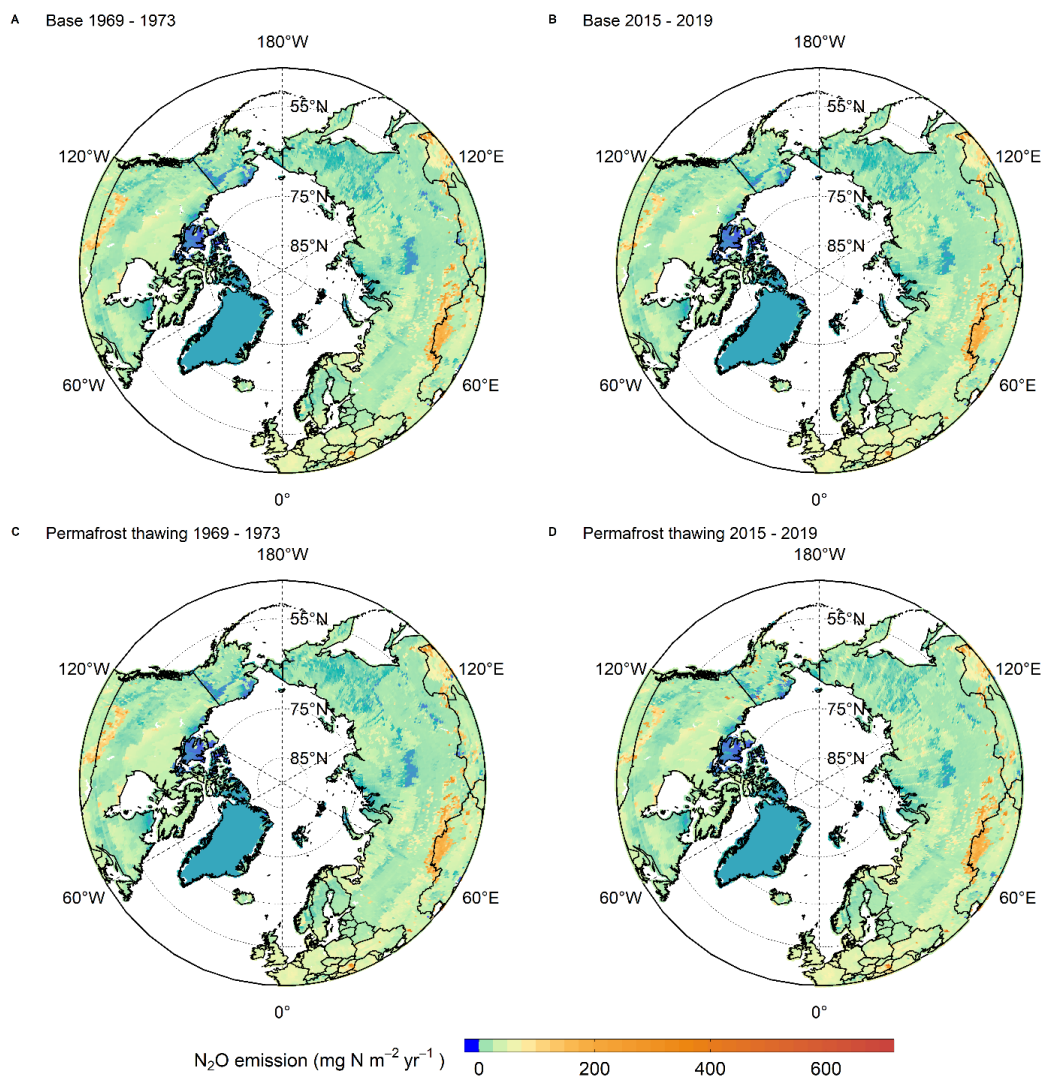 A Base 1969 - 1973
B Base 2015 - 2019
180°W
180°W
55°N
55°N
120°W
120°E
120°W
120°E
75°N
75°N
85°N
85°N
60°W
60°E
60°W
60°E
0°
0°
C Permafrost thawing 1969 - 1973
D Permafrost thawing 2015 - 2019
180°W
180°W
55°N
55°N
120°W
120°E
120°W
120°E
75°N
75°N
85°N
85°N
60°W
60°E
60°W
60°E
0°
0°
N₂O emission (mg N m⁻² yr⁻¹ )
0 200 400 600